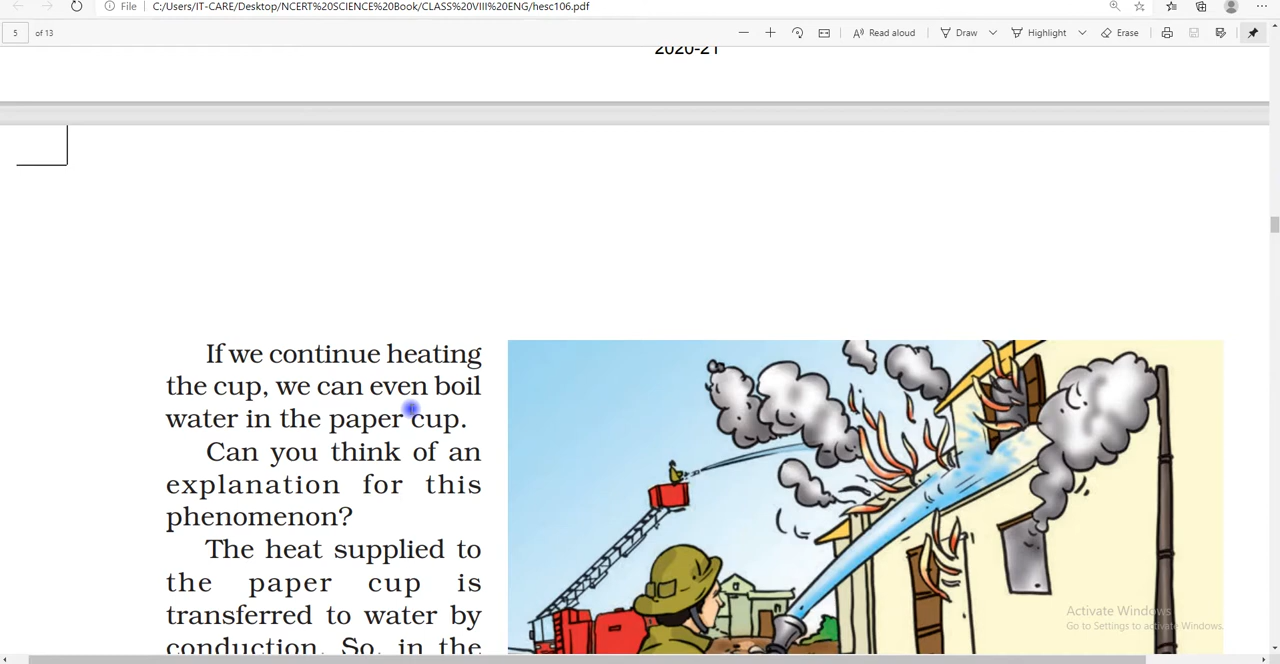 File
C:/Users/IT-CARE/Desktop/NCERT%20SCIENCE%20Book/CLASS%20VIII%20ENG/hesc106.pdf
5 of 13
Read aloud
Draw
Highlight
Erase
2020-21
If we continue heating
the cup, we can even boil
water in the paper cup.
Can you think of an
explanation for this
phenomenon?
The heat supplied to
the paper cup is
transferred to water by
conduction. So, in the
Activate Windows
Go to Settings to activate Windows.